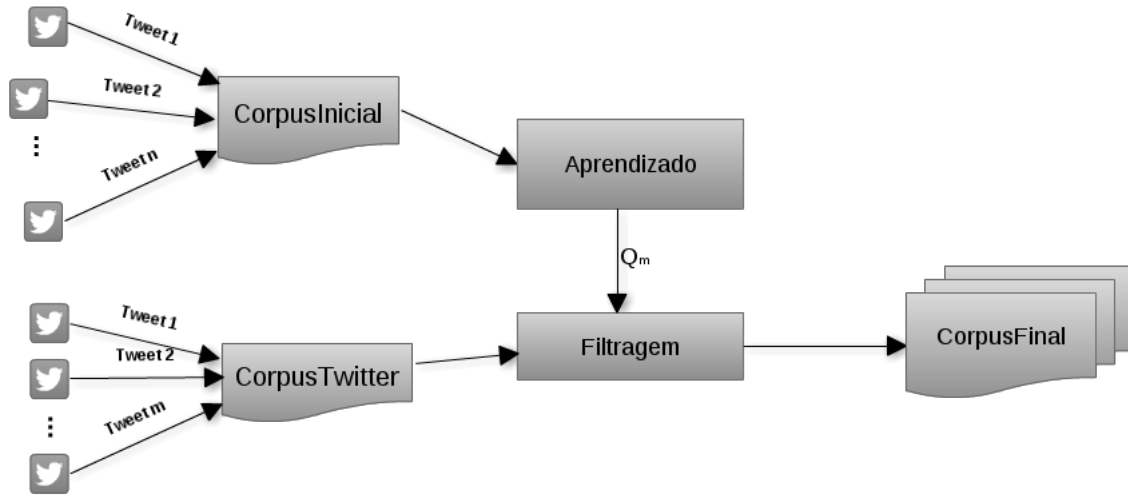 Tweet 1
Tweet 2
...
Tweet n
CorpusInicial
Aprendizado
Qm
Tweet 1
Tweet 2
...
Tweet m
CorpusTwitter
Filtragem
CorpusFinal